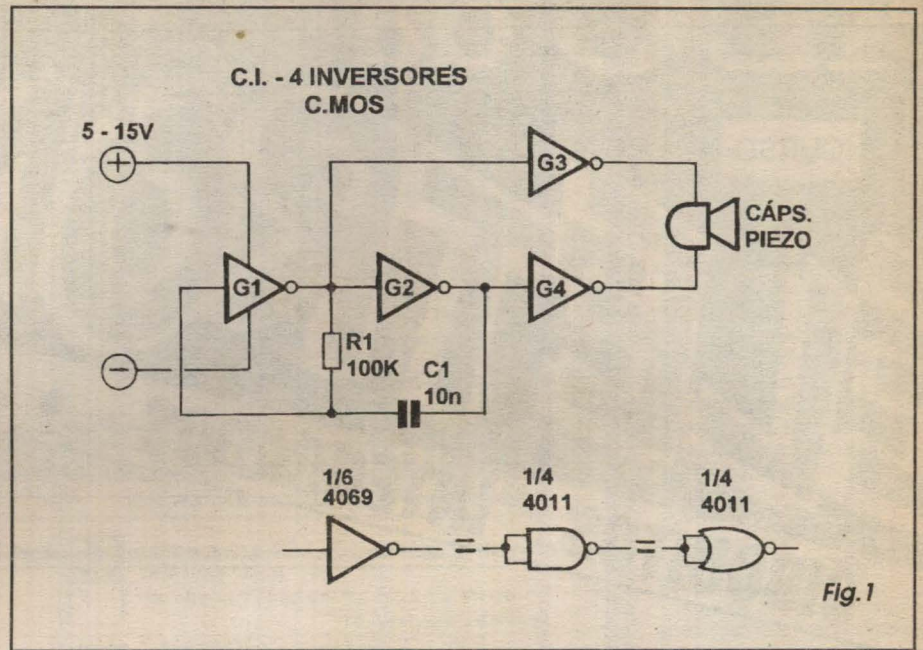 C.I. - 4 INVERSORES
C.MOS
5 - 15V
+
−
G1
G2
G3
G4
CÁPS.
PIEZO
R1
100K
C1
10n
1/6
4069
1/4
4011
1/4
4011
=
=
Fig.1